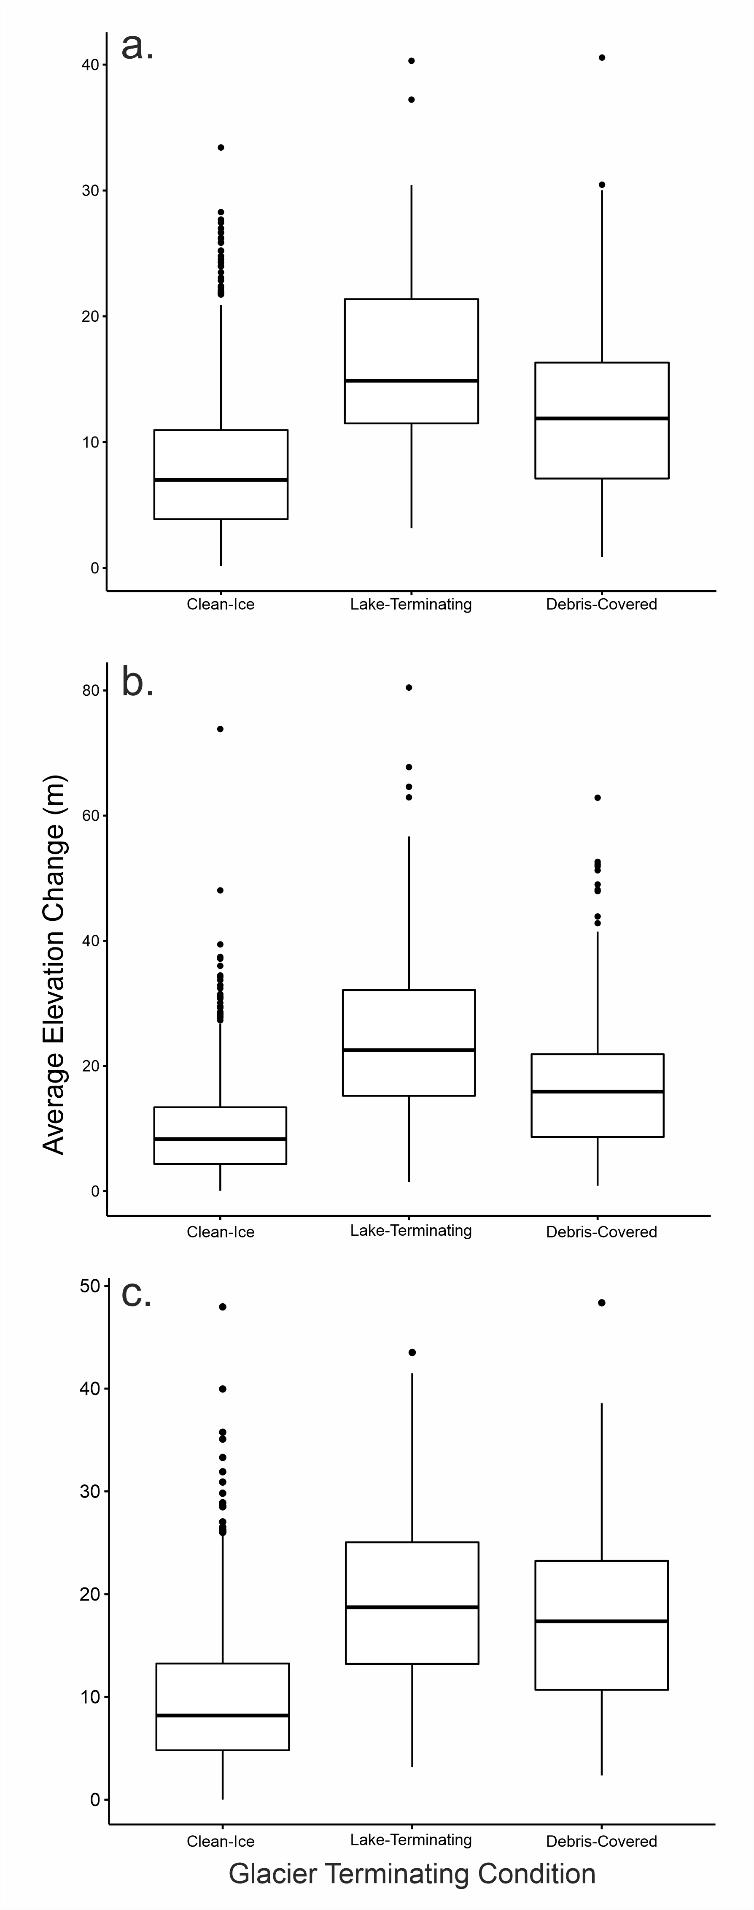 a.
40
30
20
10
0
Clean-Ice Lake-Terminating Debris-Covered
b.
80
60
40
20
0
Average Elevation Change (m)
Clean-Ice Lake-Terminating Debris-Covered
c.
50
40
30
20
10
0
Clean-Ice Lake-Terminating Debris-Covered
Glacier Terminating Condition